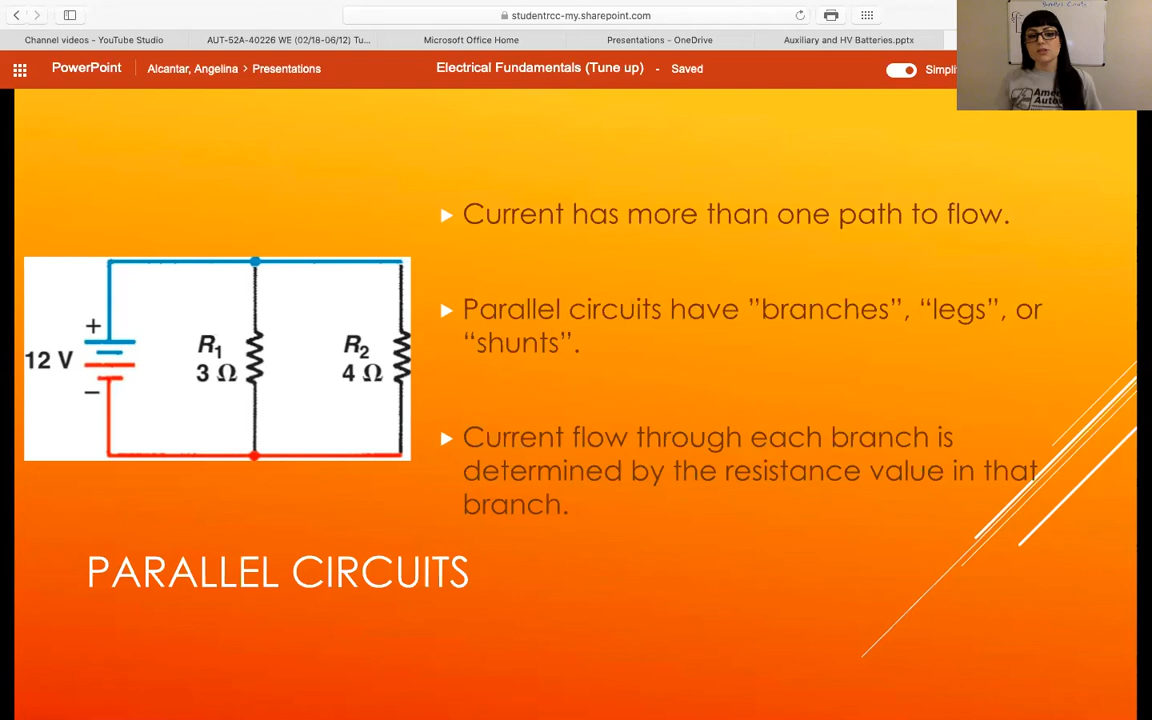 studentrcc-my.sharepoint.com
Channel videos - YouTube Studio
AUT-52A-40226 WE (02/18-06/12) Tu...
Microsoft Office Home
Presentations - OneDrive
Auxiliary and HV Batteries.pptx
PowerPoint
Alcantar, Angelina > Presentations
Electrical Fundamentals (Tune up) - Saved
Simpli
Current has more than one path to flow.
Parallel circuits have ”branches”, “legs”, or
“shunts”.
Current flow through each branch is
determined by the resistance value in that
branch.
+
12 V
−
R1
3 Ω
R2
4 Ω
PARALLEL CIRCUITS